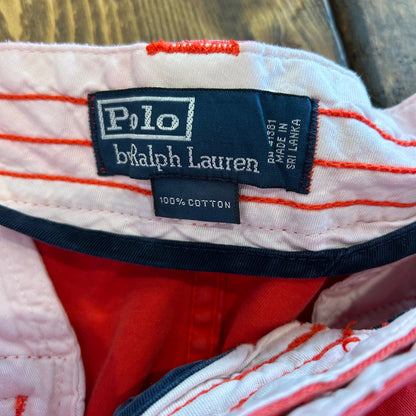 Polo
by Ralph Lauren
RN 41381
MADE IN
SRI LANKA
100% COTTON